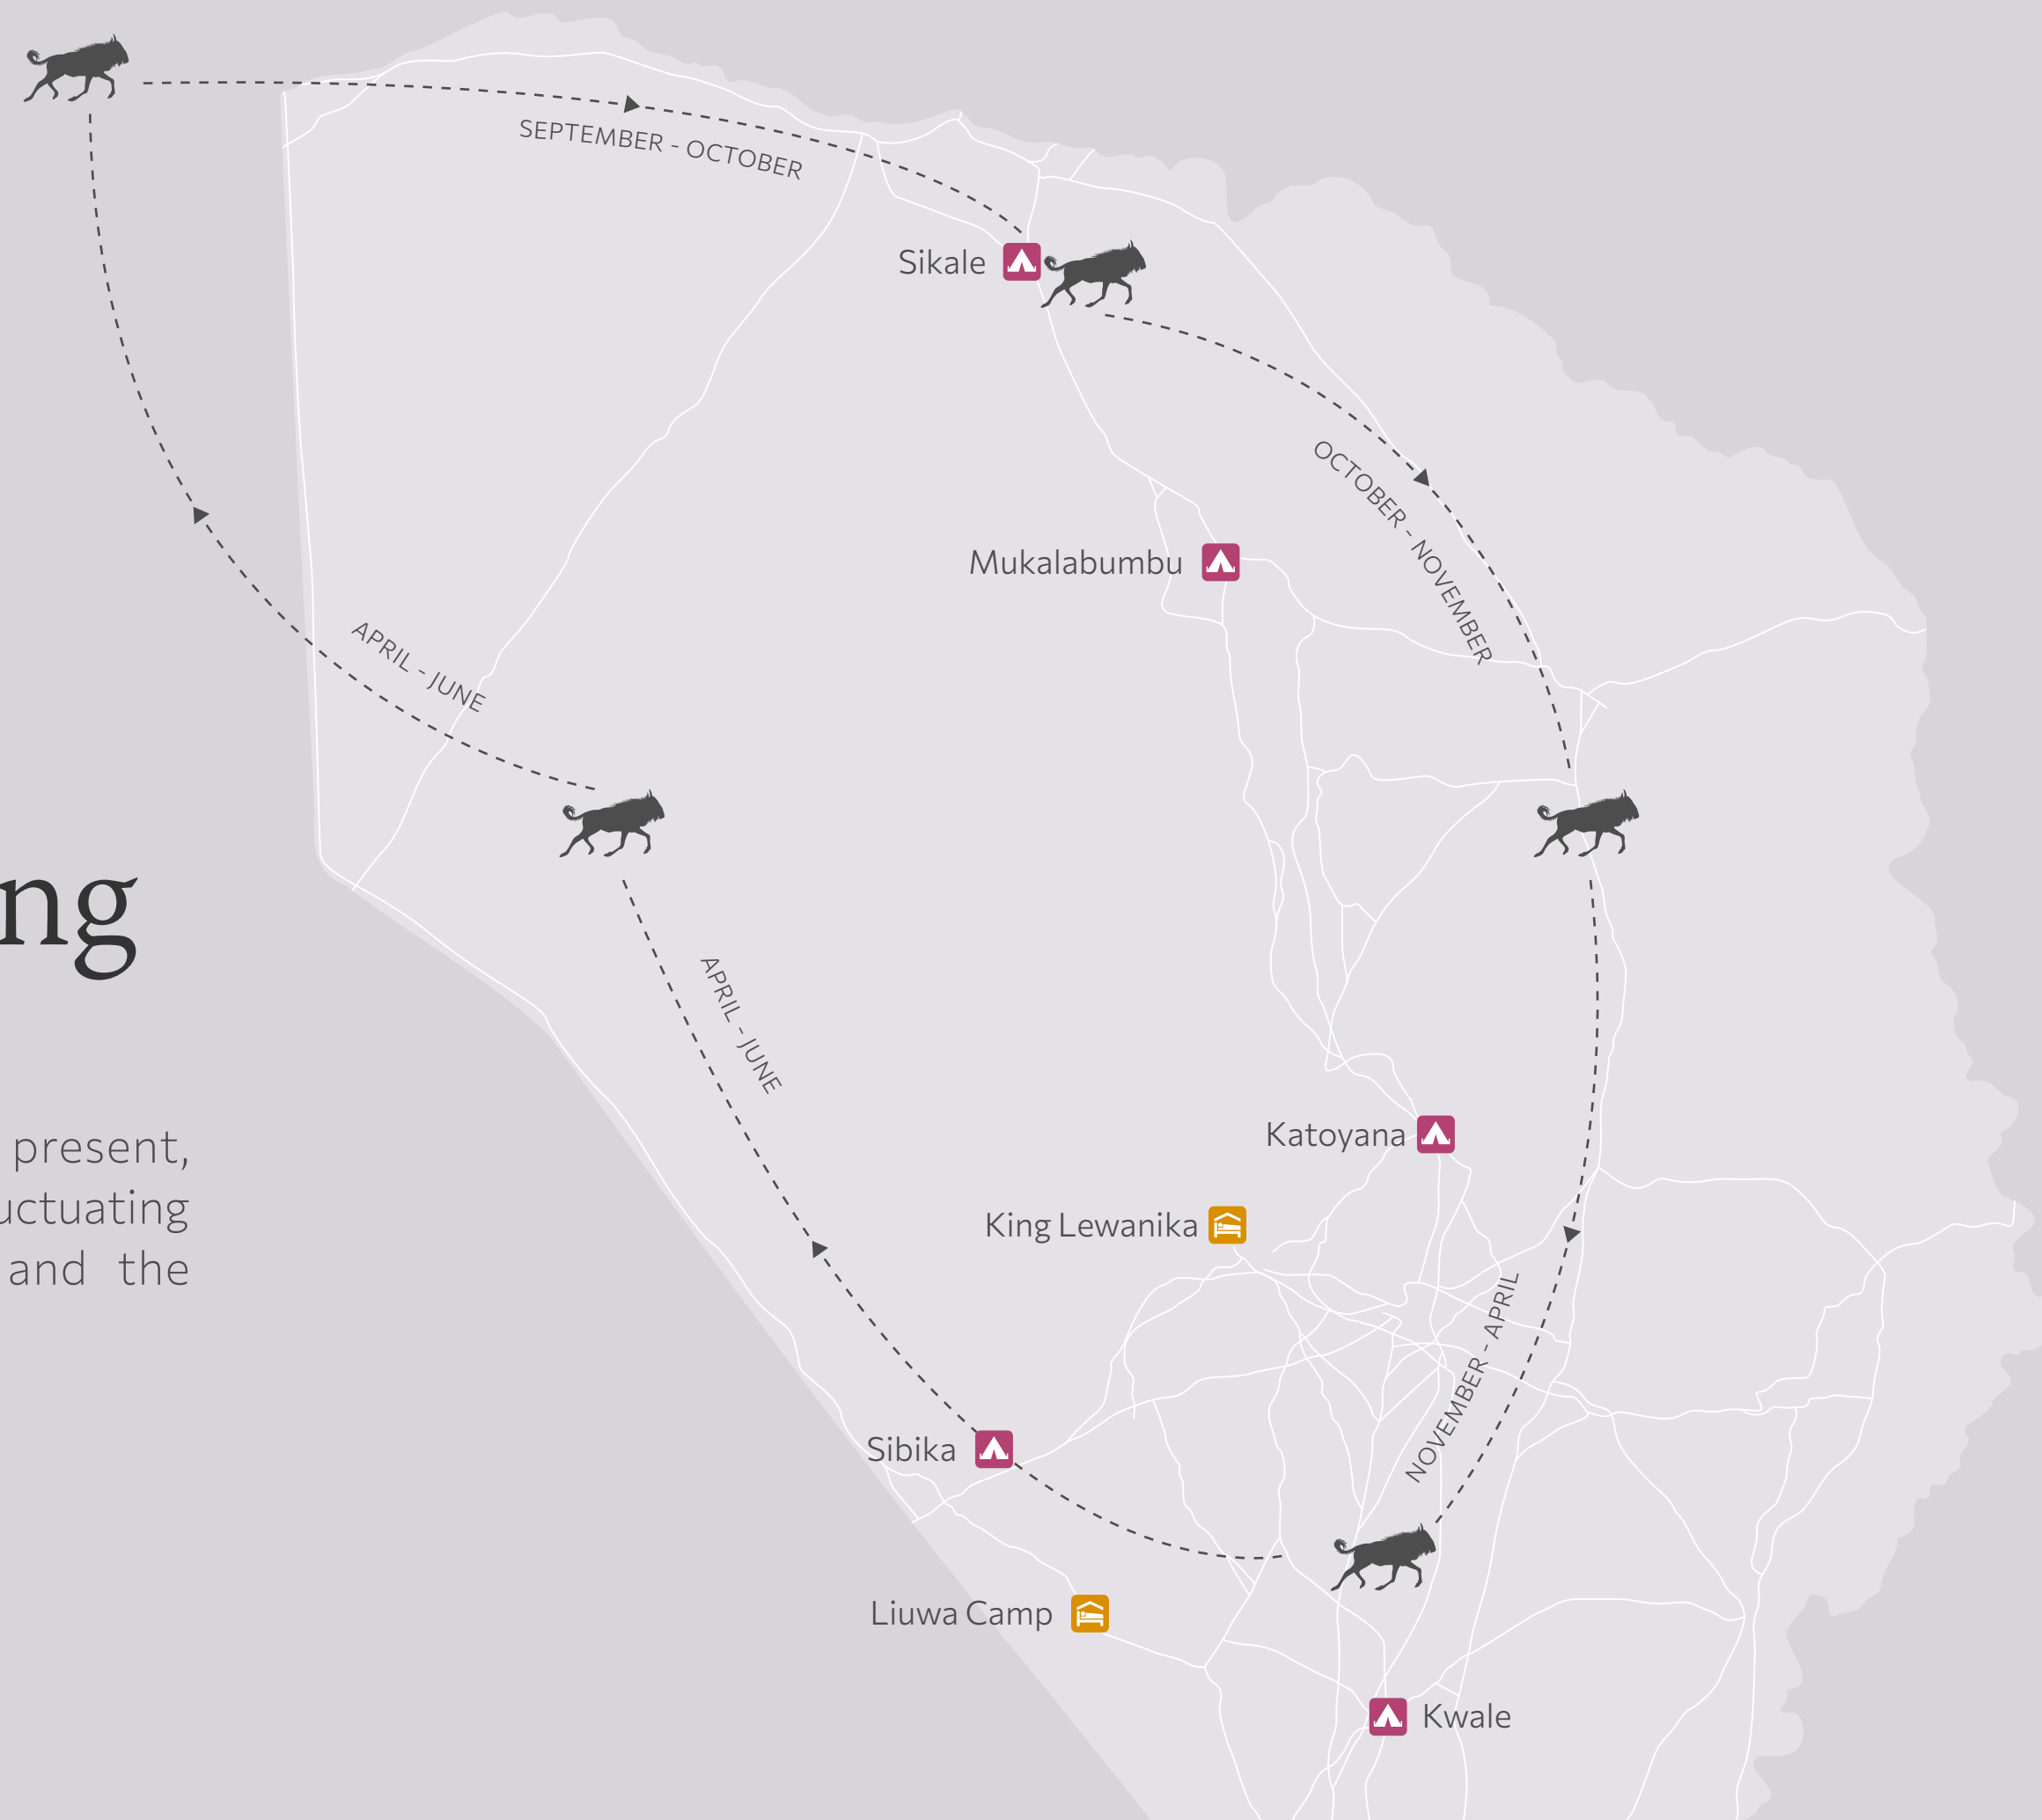 SEPTEMBER - OCTOBER
Sikale
OCTOBER - NOVEMBER
Mukalabumbu
APRIL - JUNE
ng
APRIL - JUNE
Katoyana
present,
uctuating
and the
King Lewanika
NOVEMBER - APRIL
Sibika
Liuwa Camp
Kwale